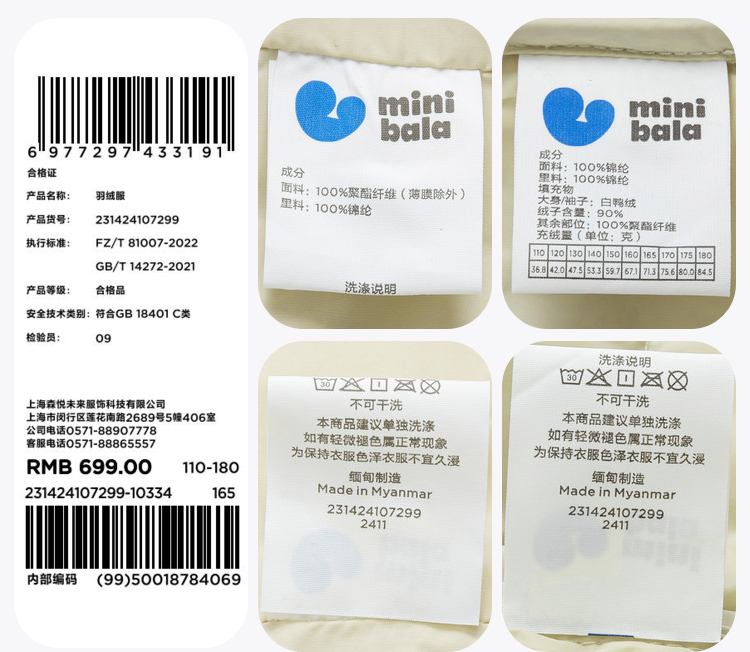 6 977297 433191
合格证
产品名称： 羽绒服
产品货号： 231424107299
执行标准： FZ/T 81007-2022
GB/T 14272-2021
产品等级： 合格品
安全技术类别： 符合GB 18401 C类
检验员： 09
上海森悦未来服饰科技有限公司
上海市闵行区莲花南路2689号5幢406室
公司电话0571-88907778
客服电话0571-88865557
RMB 699.00 110-180
231424107299-10334 165
内部编码 (99)50018784069
mini
bala
成分
面料：100%聚酯纤维（薄膜除外）
里料：100%锦纶
洗涤说明
mini
bala
成分
面料：100%锦纶
里料：100%锦纶
填充物
大身/袖子：白鸭绒
绒子含量：90%
其余部位：100%聚酯纤维
充绒量（单位：克）
110 120 130 140 150 160 165 170 175 180
36.8 42.0 47.5 53.3 59.7 67.1 71.3 75.6 80.0 84.5
30
不可干洗
本商品建议单独洗涤
如有轻微褪色属正常现象
为保持衣服色泽衣服不宜久浸
缅甸制造
Made in Myanmar
231424107299
2411
洗涤说明
30
不可干洗
本商品建议单独洗涤
如有轻微褪色属正常现象
为保持衣服色泽衣服不宜久浸
缅甸制造
Made in Myanmar
231424107299
2411